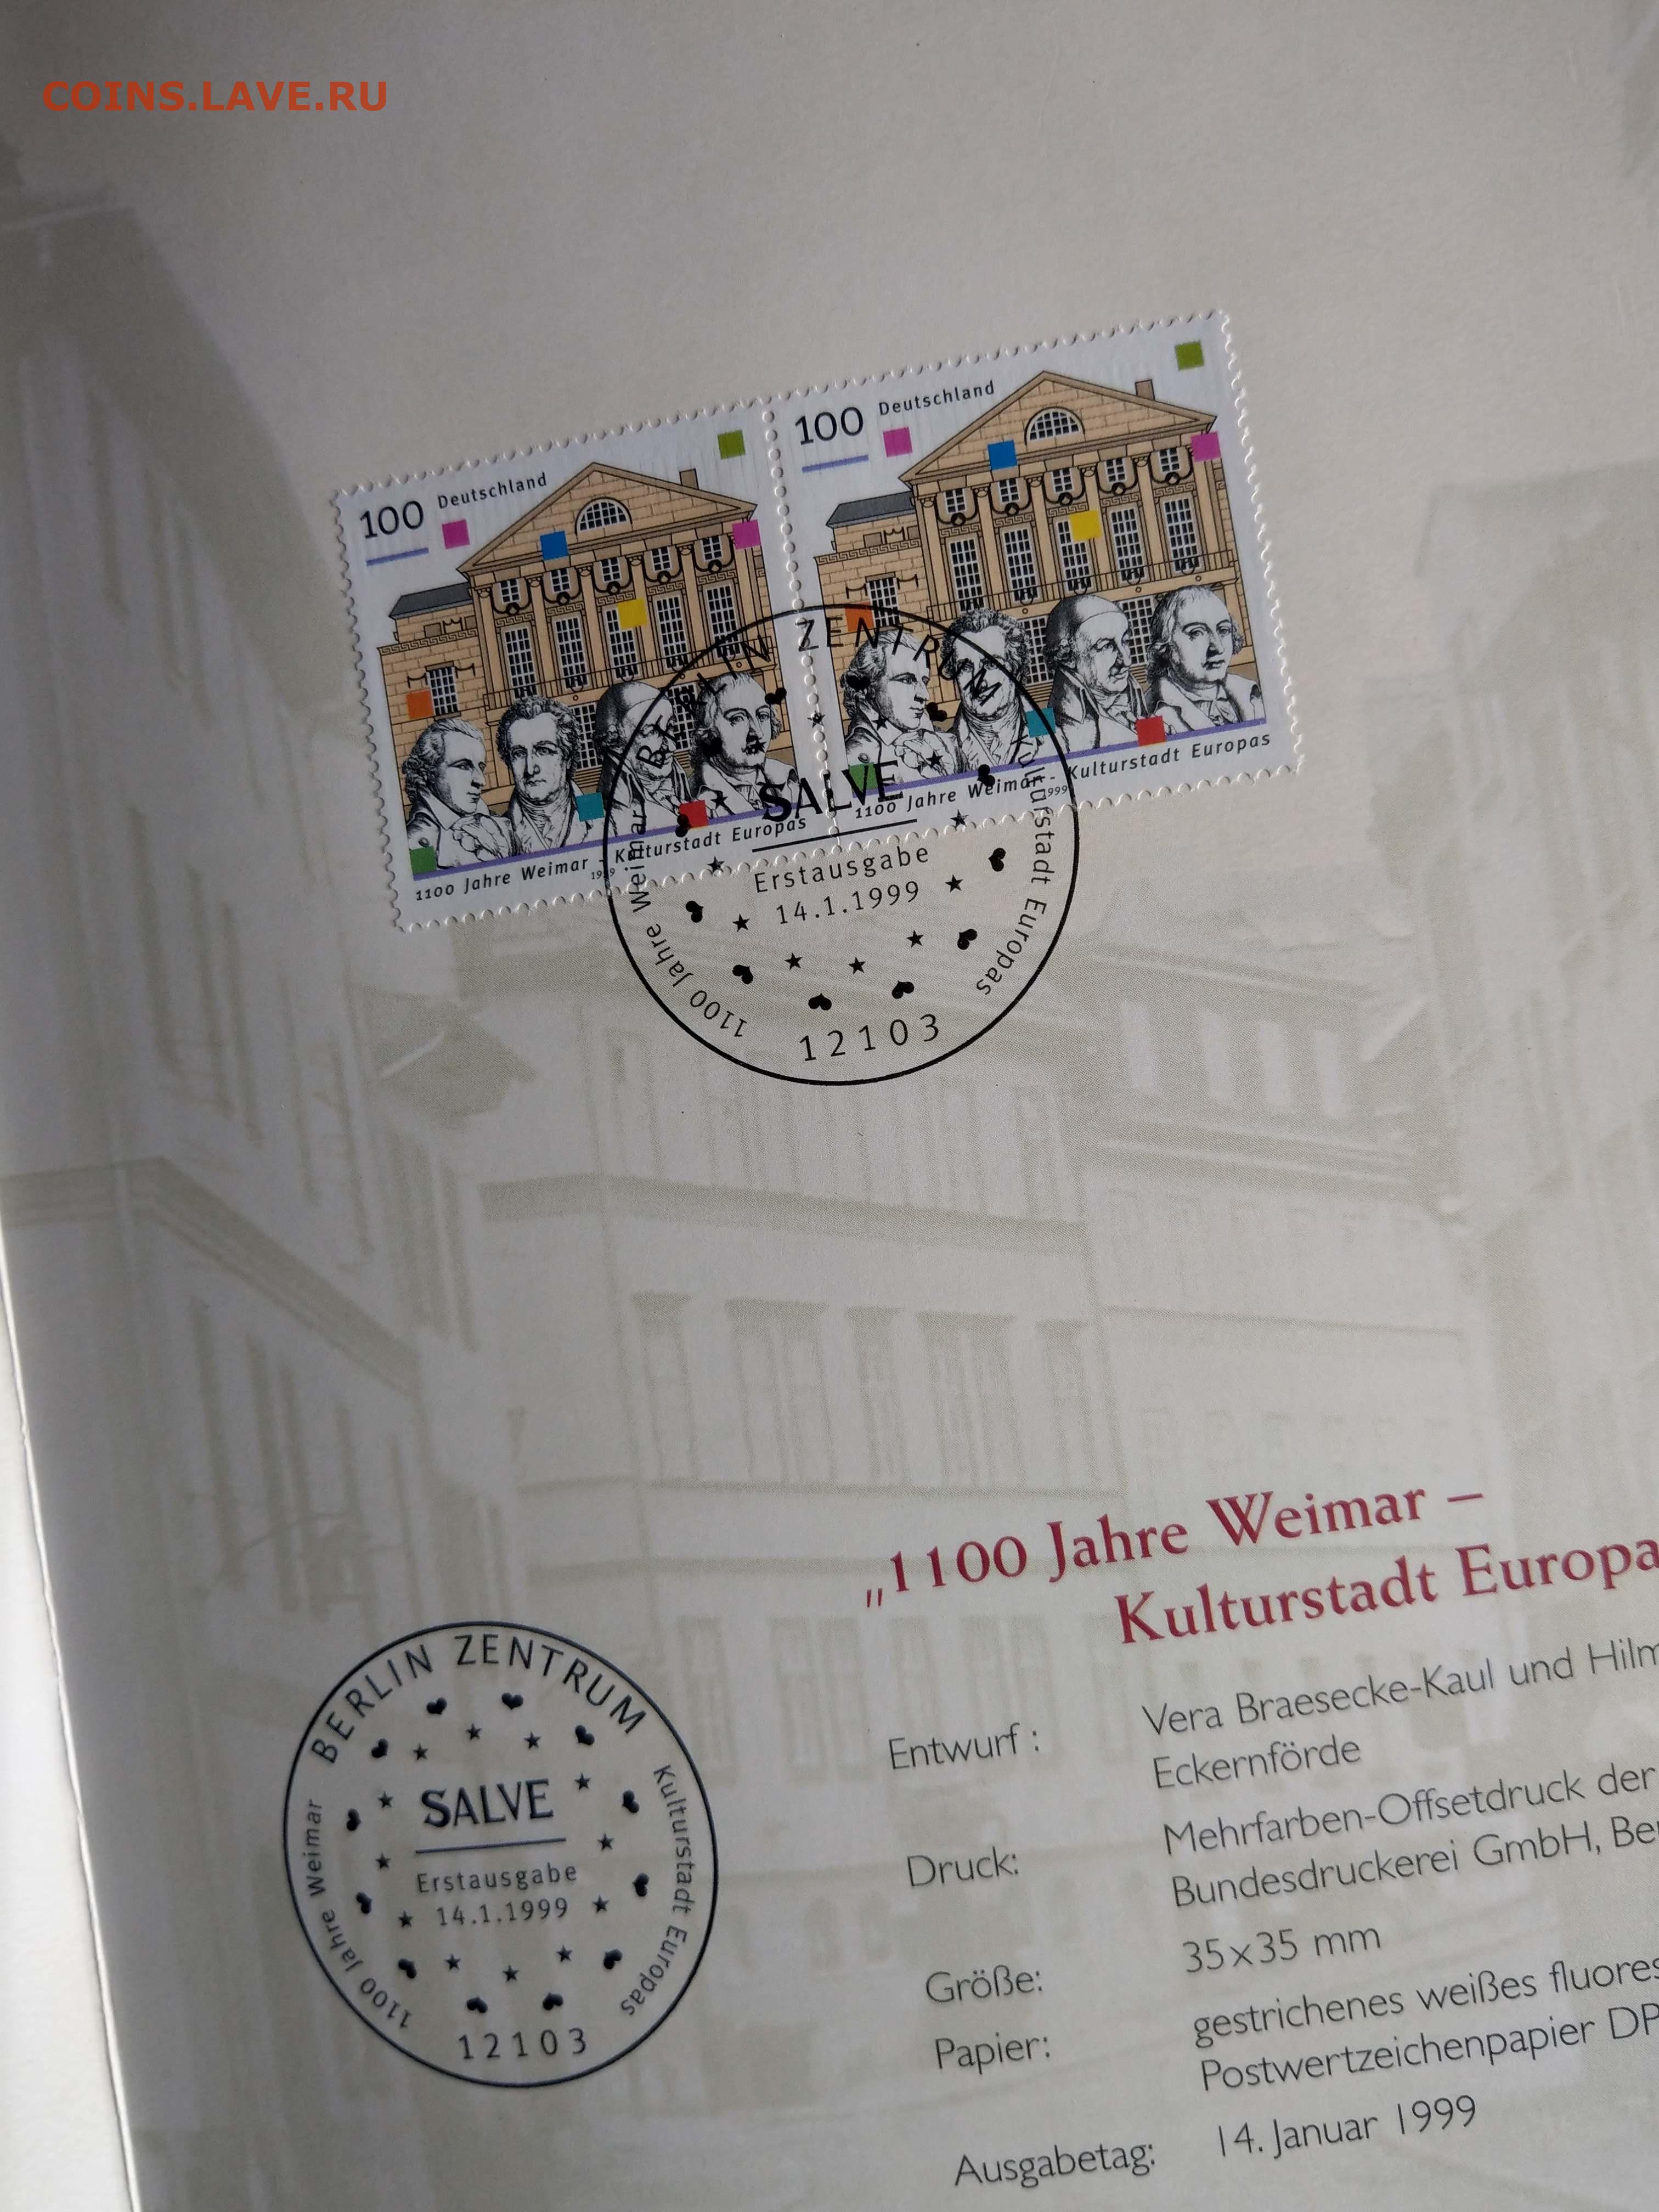 COINS.LAVE.RU
100 Deutschland
1100 Jahre Weimar - Kulturstadt Europas
1999
100 Deutschland
1100 Jahre Weimar - Kulturstadt Europas
1999
BERLIN ZENTRUM
SALVE
Erstausgabe
14.1.1999
1100 Jahre Weimar
Kulturstadt Europas
12103
„1100 Jahre Weimar –
Kulturstadt Europa
BERLIN ZENTRUM
SALVE
Erstausgabe
14.1.1999
1100 Jahre Weimar
Kulturstadt Europas
12103
Entwurf : Vera Braesecke-Kaul und Hilm
Eckernförde
Druck: Mehrfarben-Offsetdruck der
Bundesdruckerei GmbH, Be
Größe: 35x35 mm
Papier: gestrichenes weißes fluores
Postwertzeichenpapier DP
Ausgabetag: 14. Januar 1999